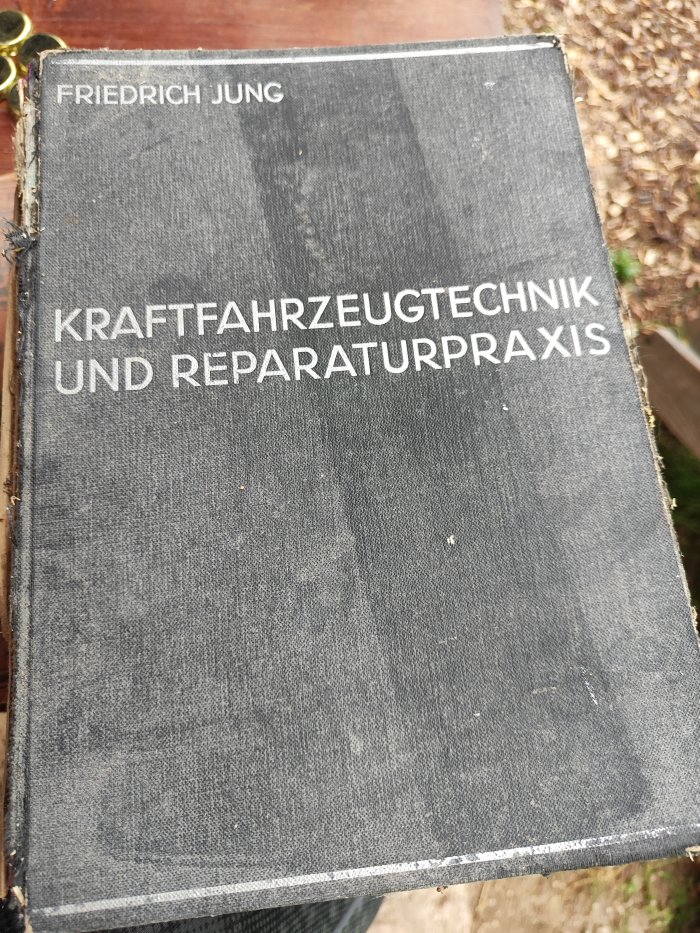 FRIEDRICH JUNG
KRAFTFAHRZEUGTECHNIK
UND REPARATURPRAXIS